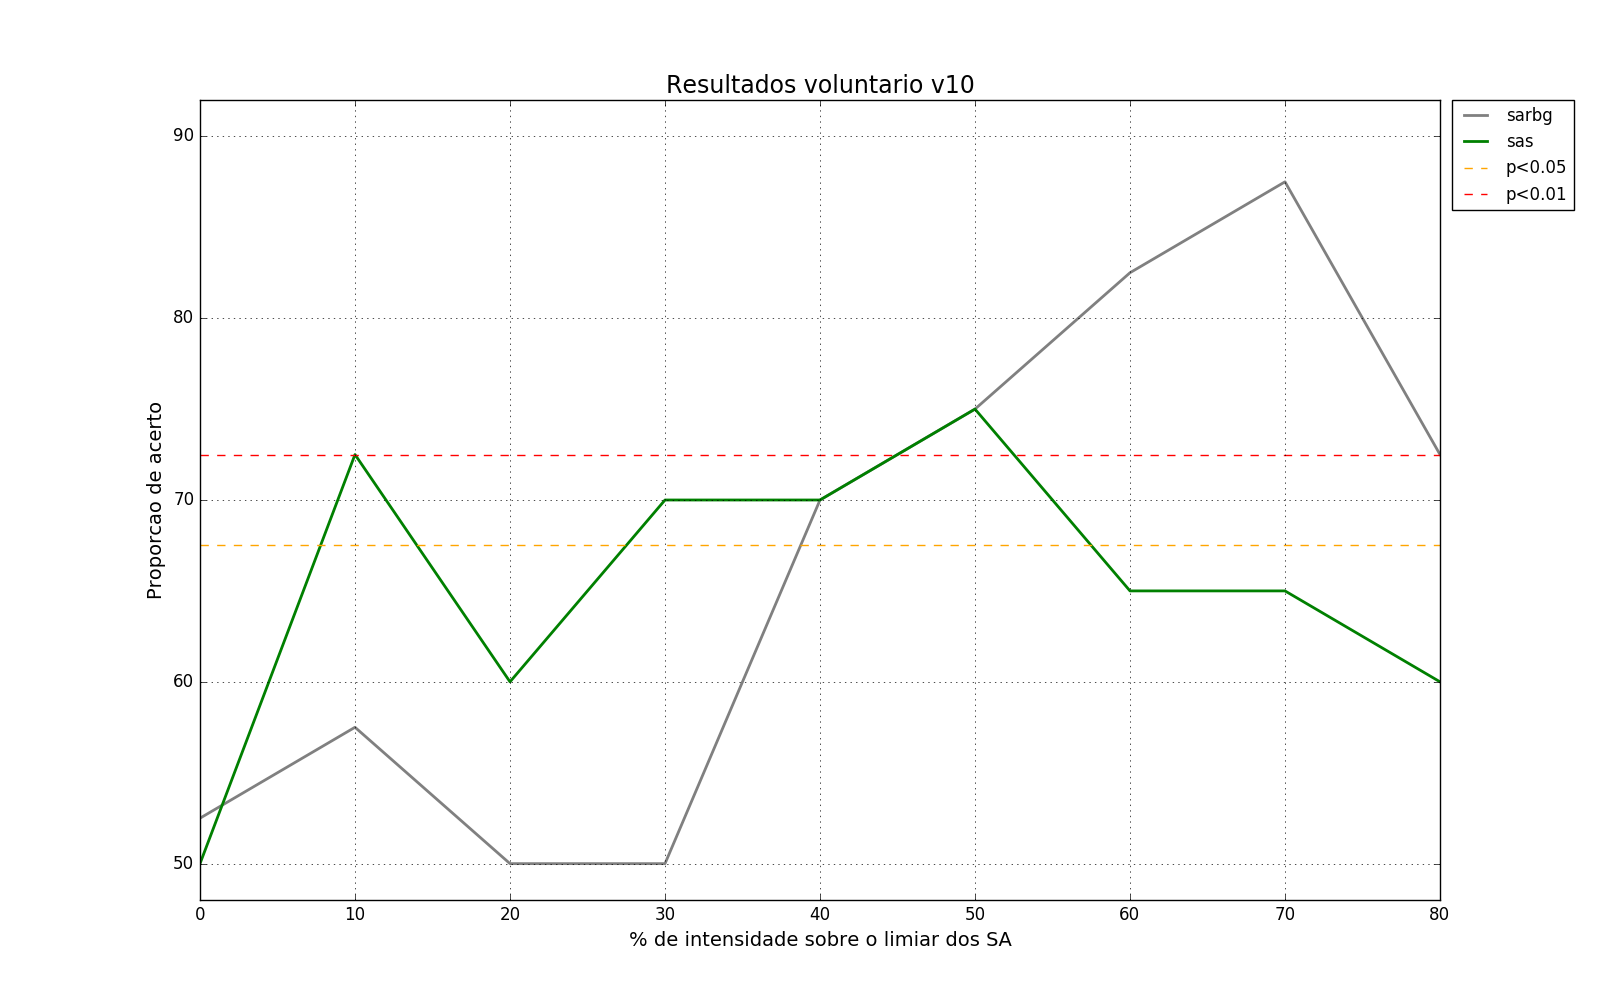 Resultados voluntario v10
sarbg
sas
p<0.05
p<0.01
90
80
70
60
50
Proporcao de acerto
0 10 20 30 40 50 60 70 80
% de intensidade sobre o limiar dos SA